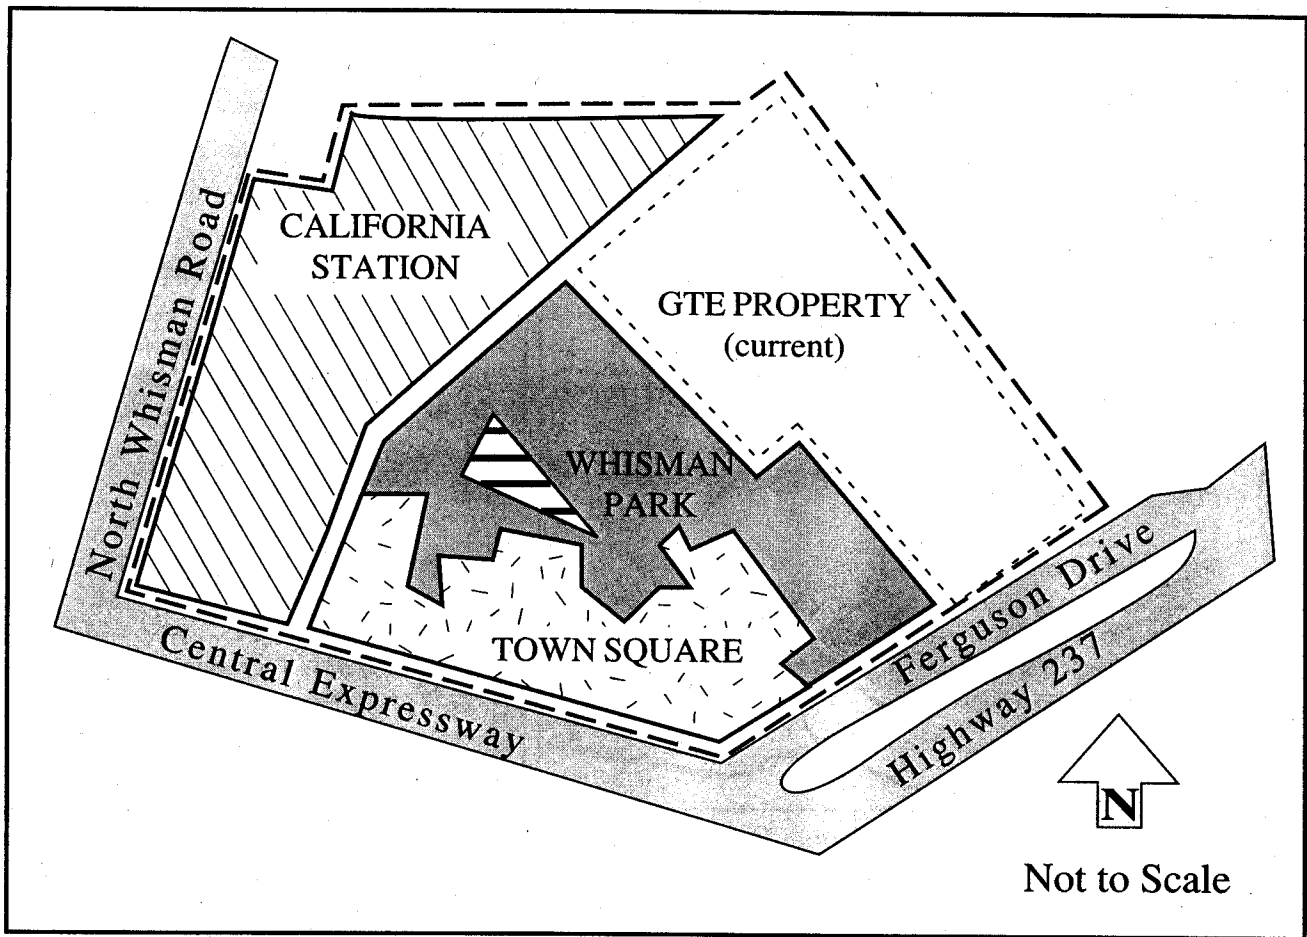 CALIFORNIA
STATION
GTE PROPERTY
(current)
North Whisman Road
WHISMAN
PARK
TOWN SQUARE
Central Expressway
Ferguson Drive
Highway 237
N
Not to Scale